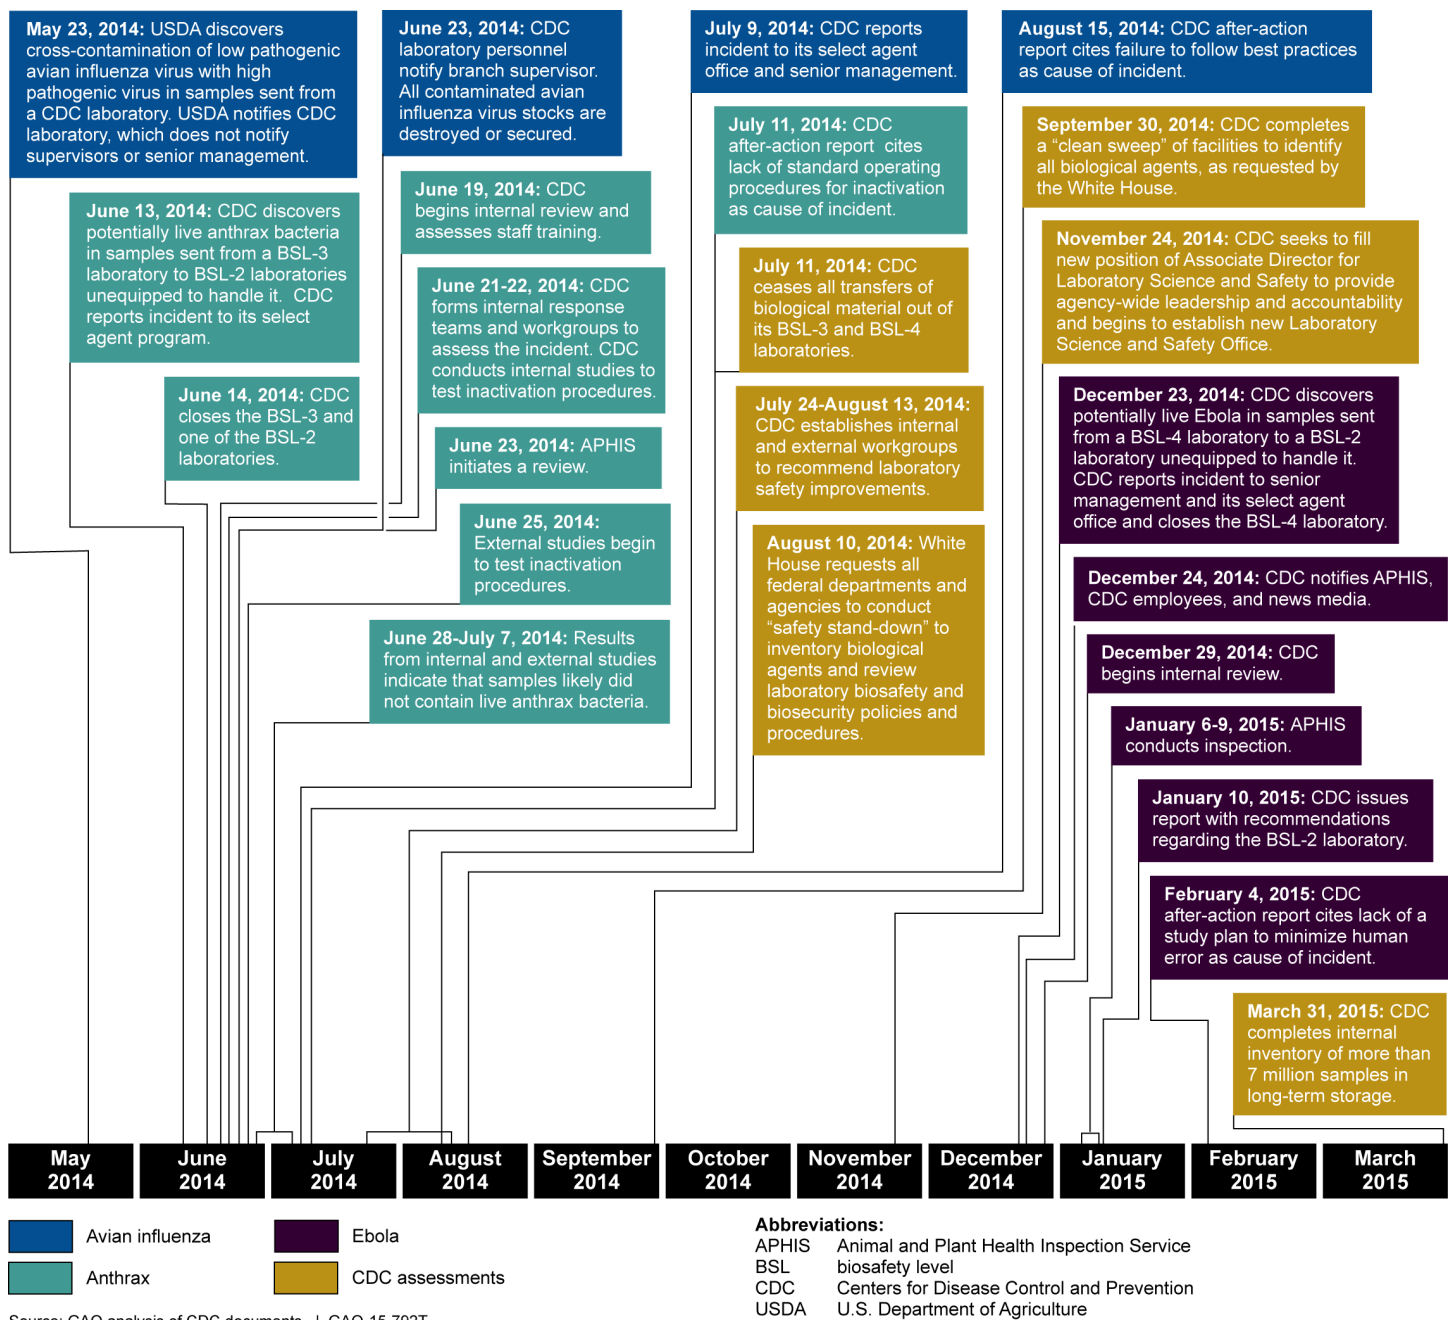 May 23, 2014: USDA discovers
cross-contamination of low pathogenic
avian influenza virus with high
pathogenic virus in samples sent from
a CDC laboratory. USDA notifies CDC
laboratory, which does not notify
supervisors or senior management.
June 13, 2014: CDC discovers
potentially live anthrax bacteria
in samples sent from a BSL-3
laboratory to BSL-2 laboratories
unequipped to handle it. CDC
reports incident to its select
agent program.
June 14, 2014: CDC
closes the BSL-3 and
one of the BSL-2
laboratories.
June 23, 2014: CDC
laboratory personnel
notify branch supervisor.
All contaminated avian
influenza virus stocks are
destroyed or secured.
June 19, 2014: CDC
begins internal review and
assesses staff training.
June 21-22, 2014: CDC
forms internal response
teams and workgroups to
assess the incident. CDC
conducts internal studies to
test inactivation procedures.
June 23, 2014: APHIS
initiates a review.
June 25, 2014:
External studies begin
to test inactivation
procedures.
June 28-July 7, 2014: Results
from internal and external studies
indicate that samples likely did
not contain live anthrax bacteria.
July 9, 2014: CDC reports
incident to its select agent
office and senior management.
July 11, 2014: CDC
after-action report cites
lack of standard operating
procedures for inactivation
as cause of incident.
July 11, 2014: CDC
ceases all transfers of
biological material out of
its BSL-3 and BSL-4
laboratories.
July 24-August 13, 2014:
CDC establishes internal
and external workgroups
to recommend laboratory
safety improvements.
August 10, 2014: White
House requests all
federal departments and
agencies to conduct
“safety stand-down” to
inventory biological
agents and review
laboratory biosafety and
biosecurity policies and
procedures.
August 15, 2014: CDC after-action
report cites failure to follow best practices
as cause of incident.
September 30, 2014: CDC completes
a “clean sweep” of facilities to identify
all biological agents, as requested by
the White House.
November 24, 2014: CDC seeks to fill
new position of Associate Director for
Laboratory Science and Safety to provide
agency-wide leadership and accountability
and begins to establish new Laboratory
Science and Safety Office.
December 23, 2014: CDC discovers
potentially live Ebola in samples sent
from a BSL-4 laboratory to a BSL-2
laboratory unequipped to handle it.
CDC reports incident to senior
management and its select agent
office and closes the BSL-4 laboratory.
December 24, 2014: CDC notifies APHIS,
CDC employees, and news media.
December 29, 2014: CDC
begins internal review.
January 6-9, 2015: APHIS
conducts inspection.
January 10, 2015: CDC issues
report with recommendations
regarding the BSL-2 laboratory.
February 4, 2015: CDC
after-action report cites lack of a
study plan to minimize human
error as cause of incident.
March 31, 2015: CDC
completes internal
inventory of more than
7 million samples in
long-term storage.
May
2014
June
2014
July
2014
August
2014
September
2014
October
2014
November
2014
December
2014
January
2015
February
2015
March
2015
Avian influenza
Anthrax
Ebola
CDC assessments
Abbreviations:
APHIS Animal and Plant Health Inspection Service
BSL biosafety level
CDC Centers for Disease Control and Prevention
USDA U.S. Department of Agriculture
Source: GAO analysis of CDC documents. | GAO-15-792T